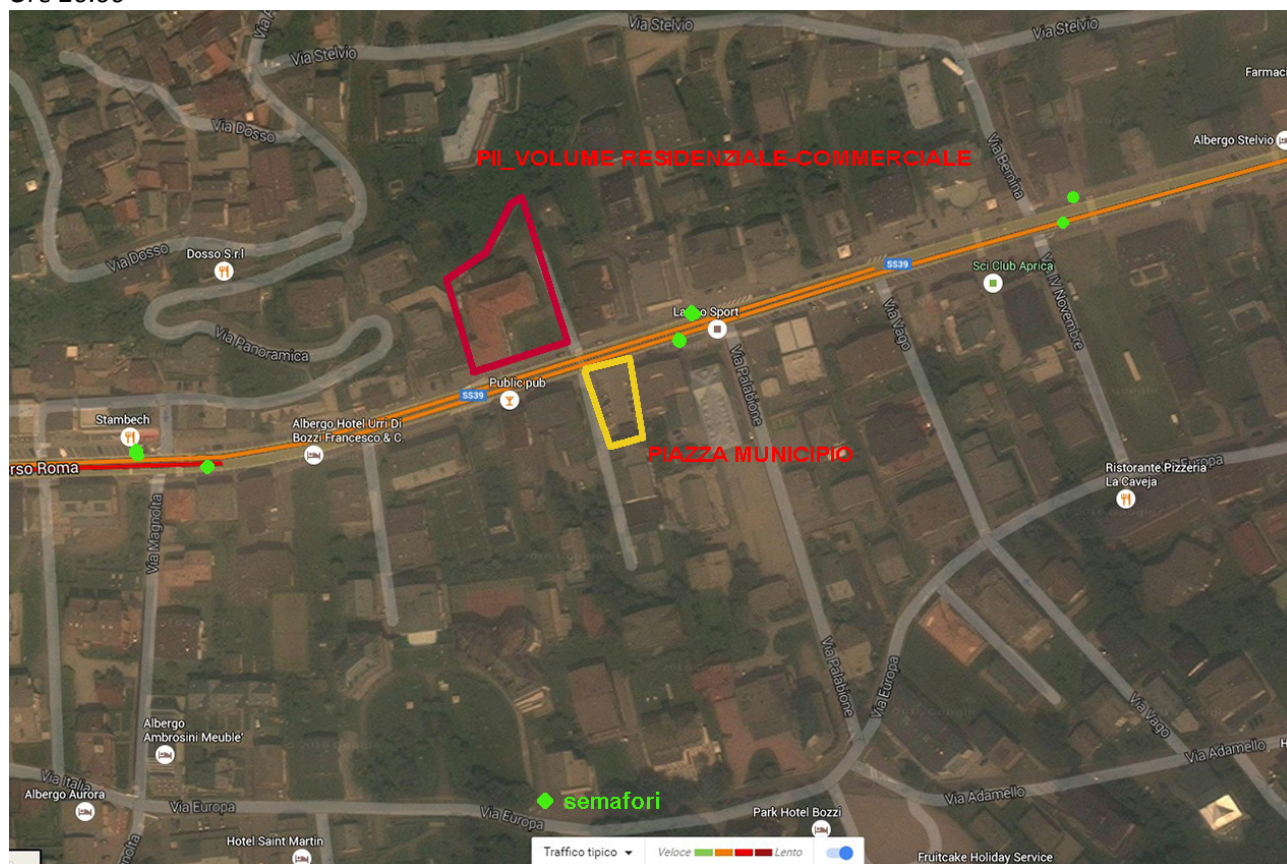 Via Stelvio
Via Stelvio
Via Stelvio
Farmaci
Via Dosso
Via Bernina
Albergo Stelvio
PII_VOLUME RESIDENZIALE-COMMERCIALE
Via Dosso
Dosso S.r.l
SS39
Sci Club Aprica
Via IV Novembre
Via Panoramica
Via Vago
Public pub
SS39
Via Palabione
Stambech
Albergo Hotel Urri Di
Bozzi Francesco & C.
PIAZZA MUNICIPIO
rso Roma
Ristorante Pizzeria
La Caveja
Via Magnolta
Via Palabione
Via Europa
Via Vago
Albergo
Ambrosini Meuble'
Via Adamello
Via Italia
Albergo Aurora
Via Europa
semafori
Via Europa
Via Adamello
Park Hotel Bozzi
Hotel Saint Martin
Traffico tipico
Veloce
Lento
Fruitcake Holiday Service